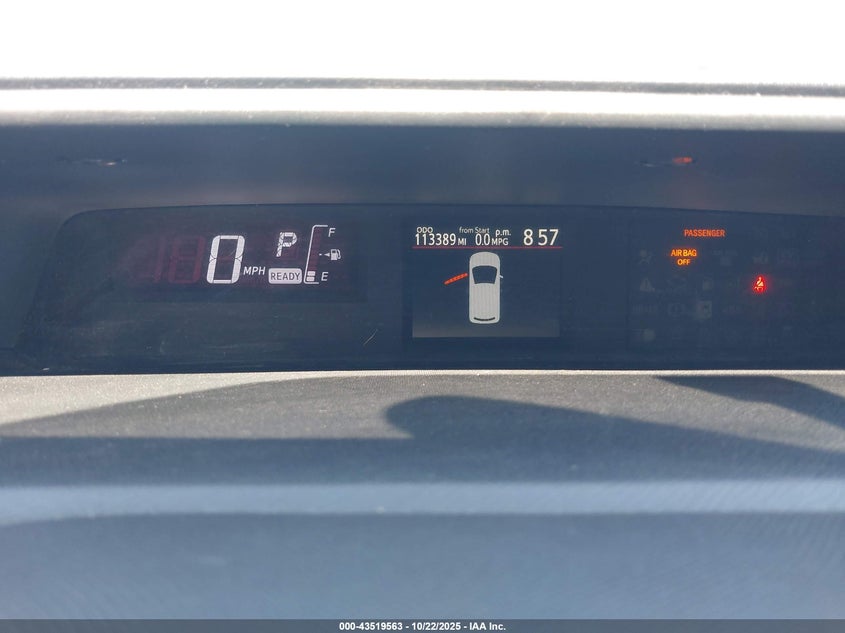 0 MPH P READY F E
ODO from Start p.m.
113389 MI 0.0 MPG 8 57
PASSENGER
AIR BAG
OFF
000-43519563 - 10/22/2025 - IAA Inc.